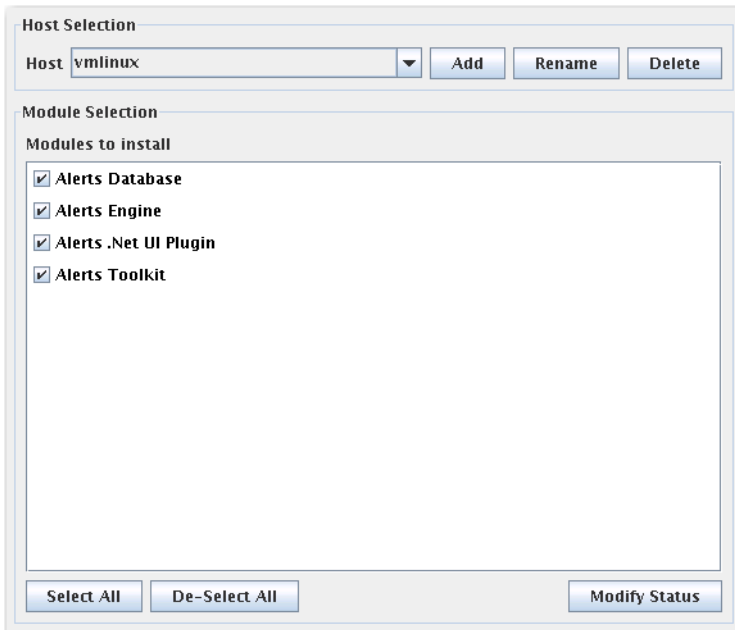 Host Selection
Host vmlinux Add Rename Delete
Module Selection
Modules to install
Alerts Database
Alerts Engine
Alerts .Net UI Plugin
Alerts Toolkit
Select All De-Select All Modify Status